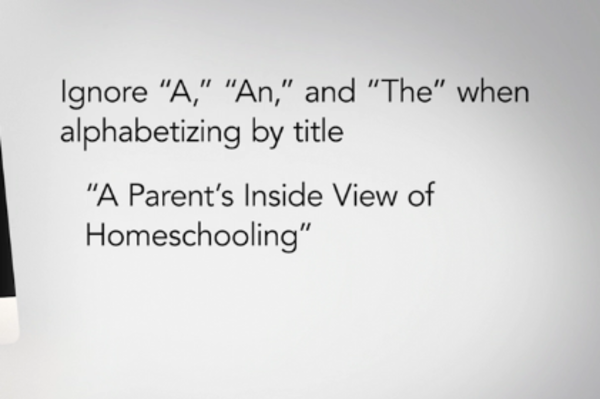 Ignore “A,” “An,” and “The” when
alphabetizing by title
“A Parent’s Inside View of
Homeschooling”